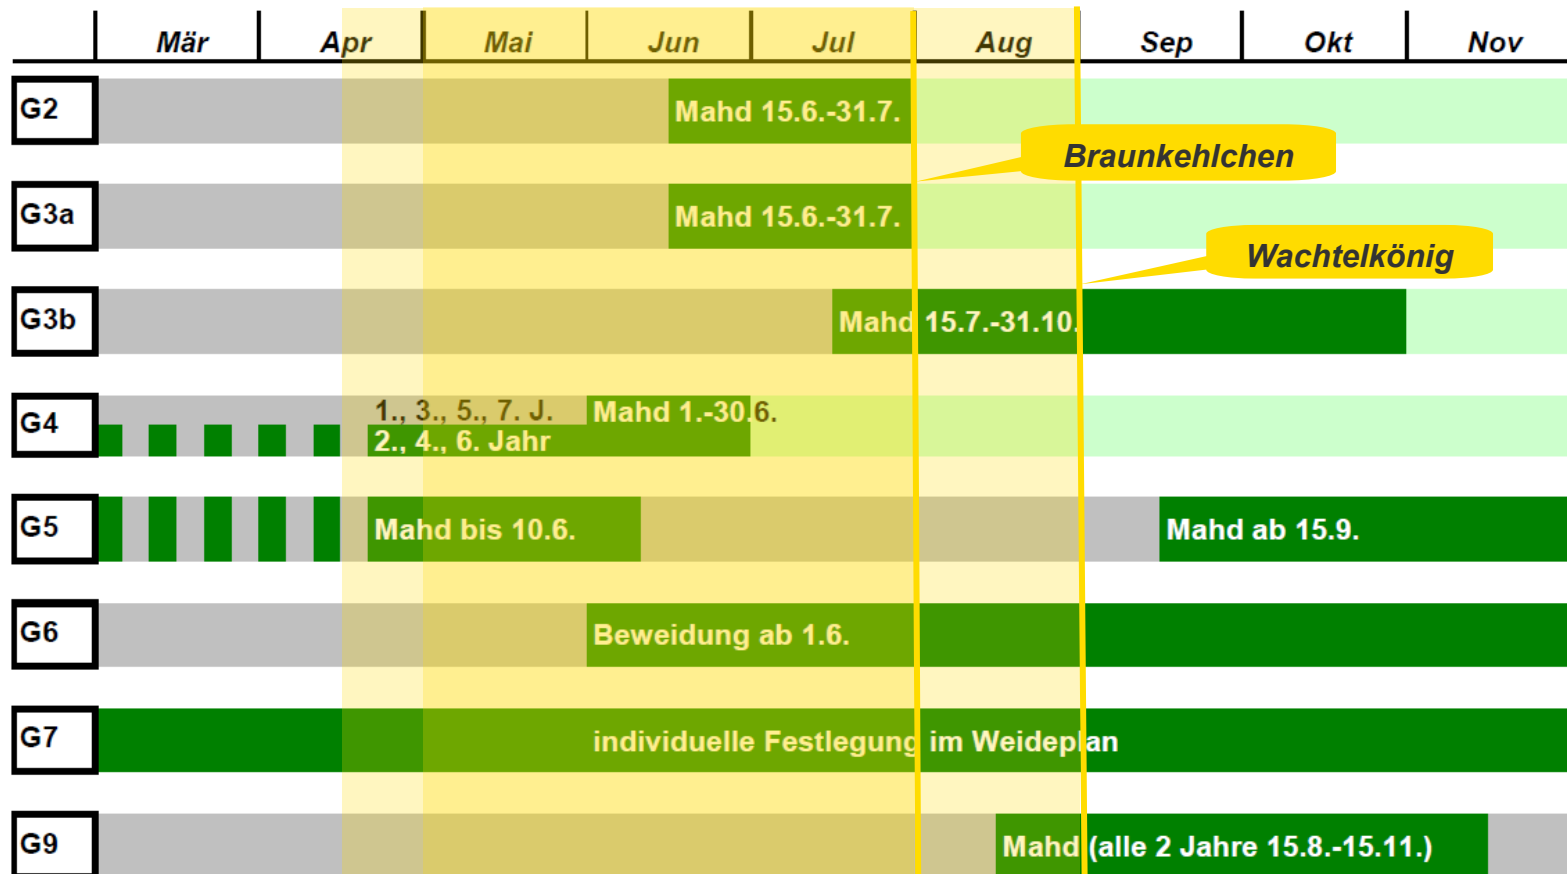 Mär Apr Mai Jun Jul Aug Sep Okt Nov
G2 Mahd 15.6.-31.7.
Braunkehlchen
G3a Mahd 15.6.-31.7.
Wachtelkönig
G3b Mahd 15.7.-31.10.
G4 1., 3., 5., 7. J. Mahd 1.-30.6.
2., 4., 6. Jahr
G5 Mahd bis 10.6. Mahd ab 15.9.
G6 Beweidung ab 1.6.
G7 individuelle Festlegung im Weideplan
G9 Mahd (alle 2 Jahre 15.8.-15.11.)